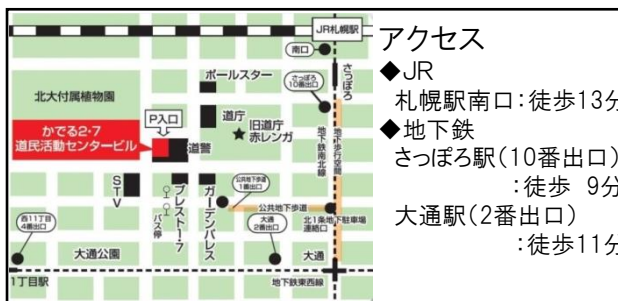 JR札幌駅
南口
ポールスター
さっぽろ
10番出口
さっぽろ
北大付属植物園
道庁
旧道庁
赤レンガ
P入口
かでる2・7
道民活動センタービル
道警
地下鉄南北線
地下歩行空間
STV
バス停
プレスト1・7
ガーデンパレス
公共地下歩道
1番出口
公共地下歩道
西11丁目
4番出口
大通
2番出口
北1条地下駐車場
連絡口
大通公園
大通
1丁目駅
地下鉄東西線
アクセス
◆JR
札幌駅南口:徒歩13分
◆地下鉄
さっぽろ駅(10番出口)
:徒歩 9分
大通駅(2番出口)
:徒歩11分